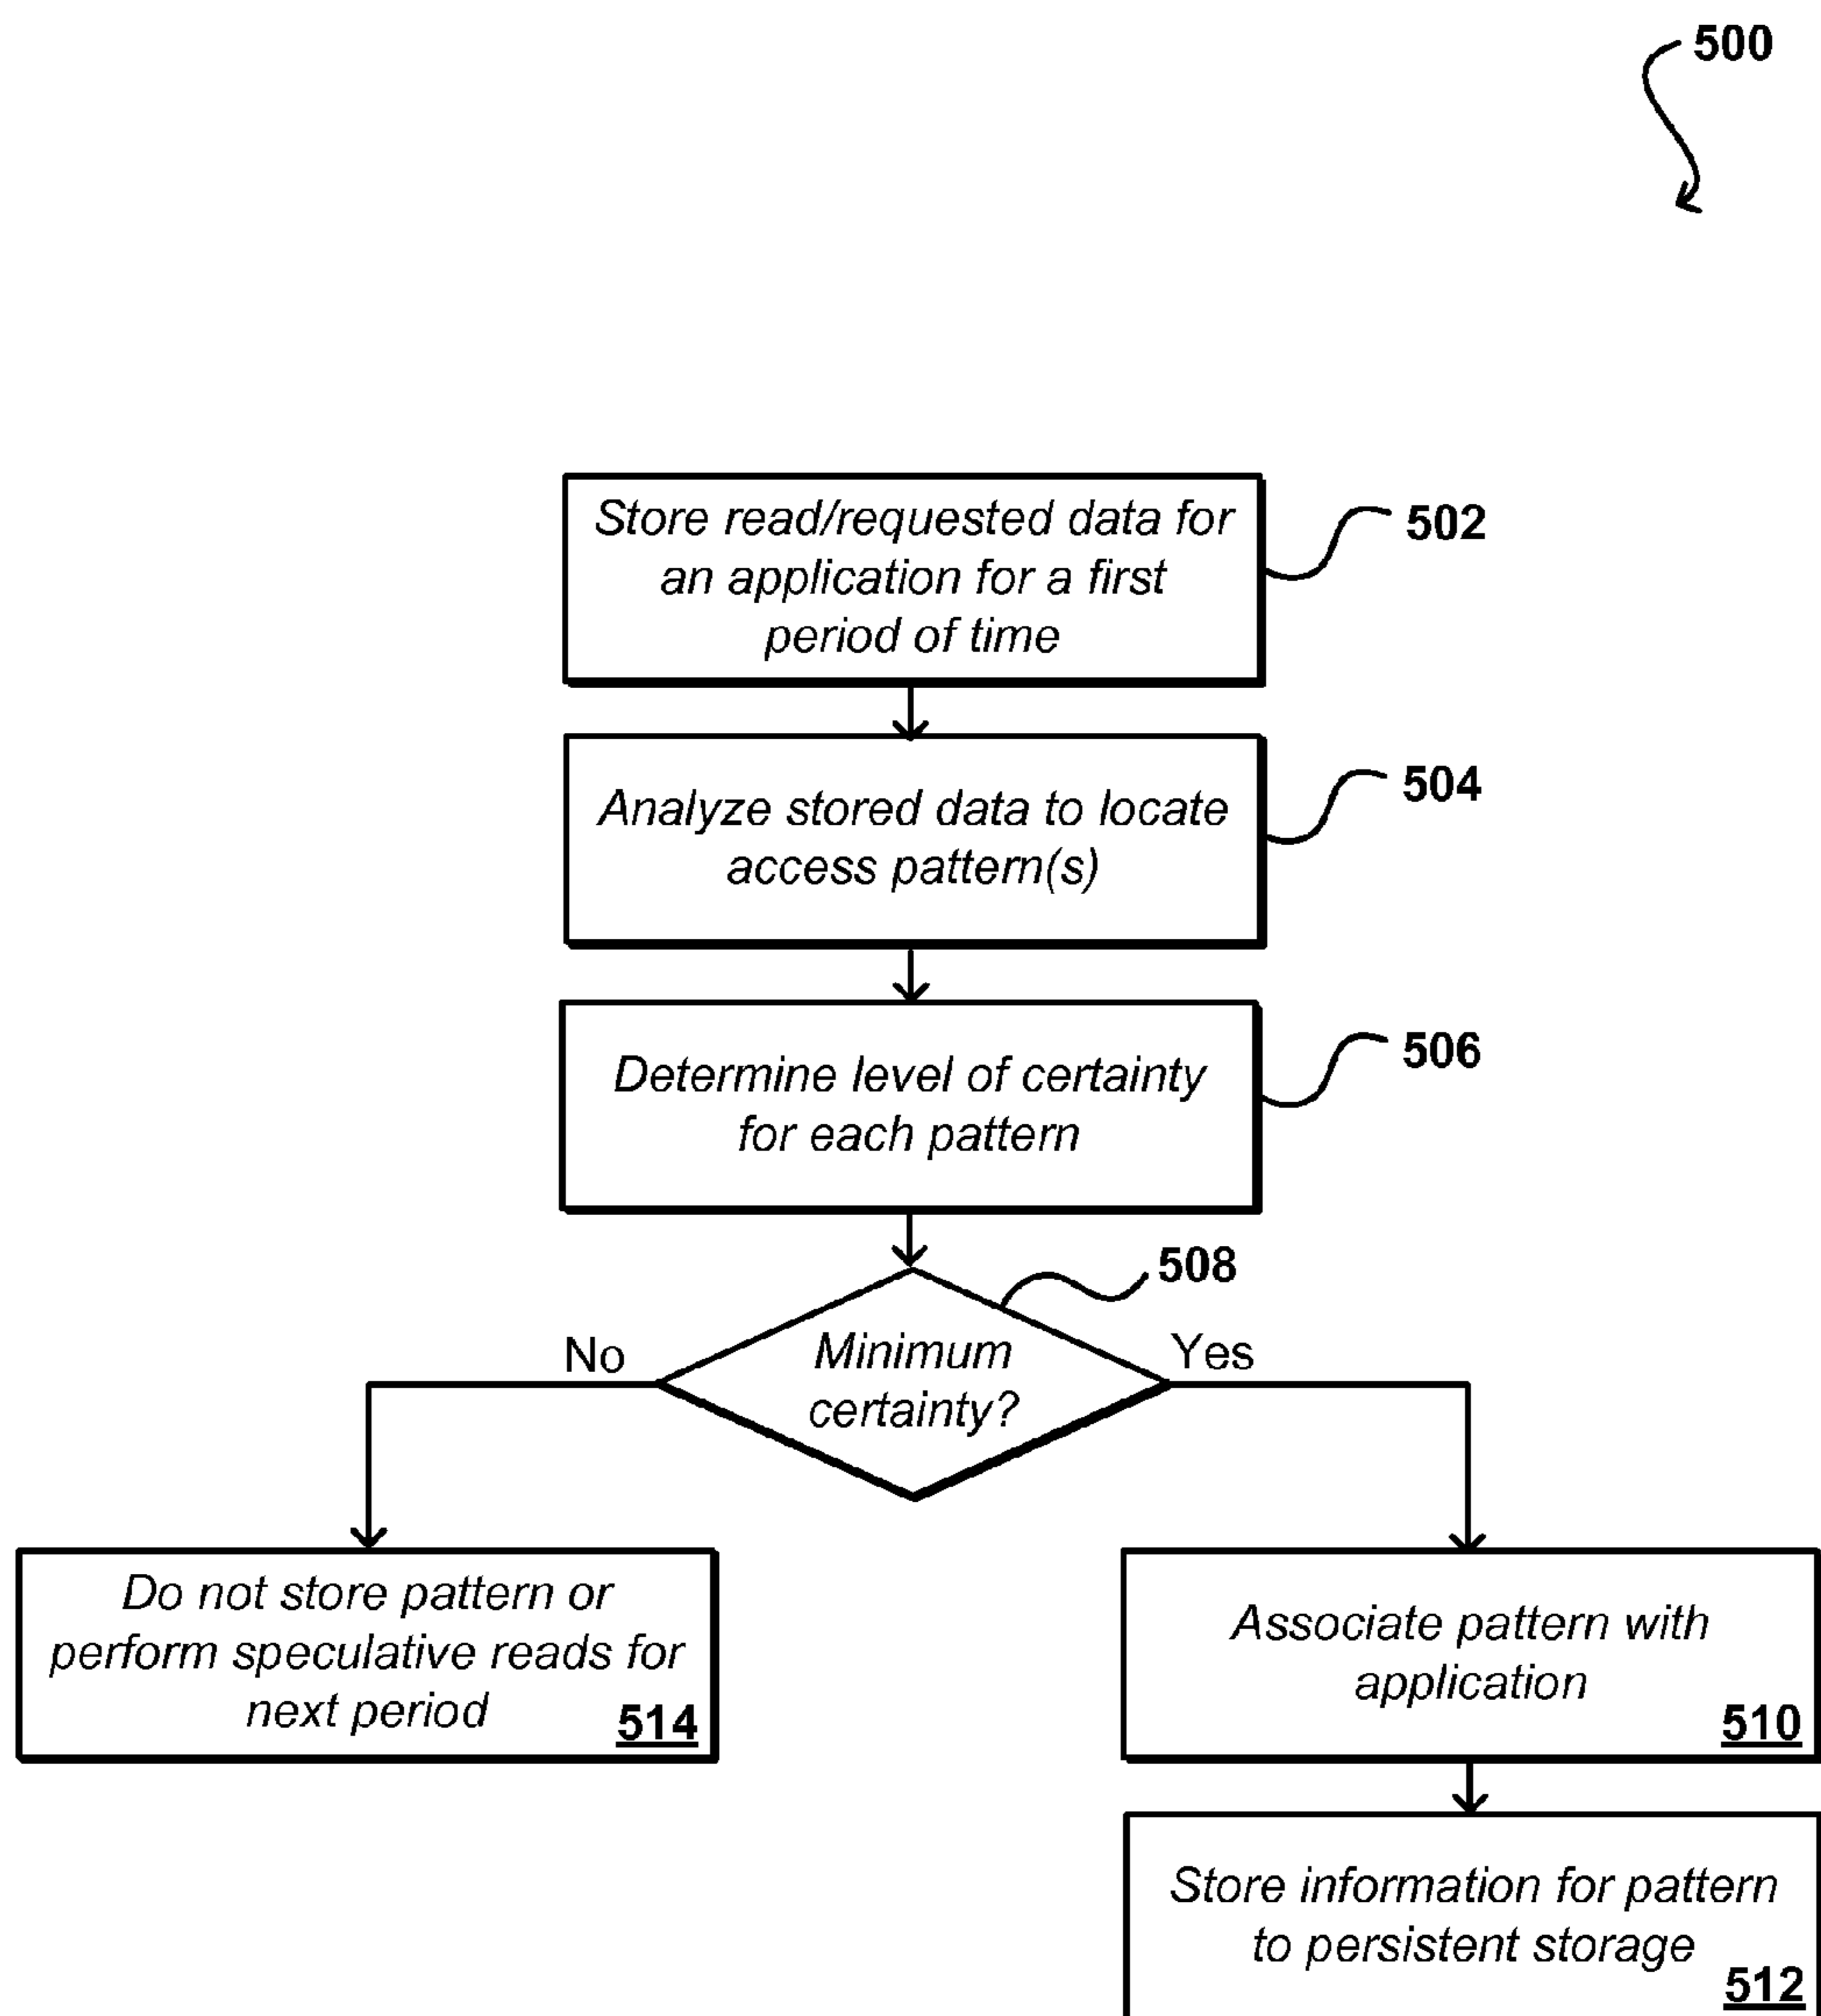 500
Store read/requested data for
an application for a first
period of time
502
Analyze stored data to locate
access pattern(s)
504
Determine level of certainty
for each pattern
506
508
Minimum
certainty?
No
Yes
Do not store pattern or
perform speculative reads for
next period
514
Associate pattern with
application
510
Store information for pattern
to persistent storage
512